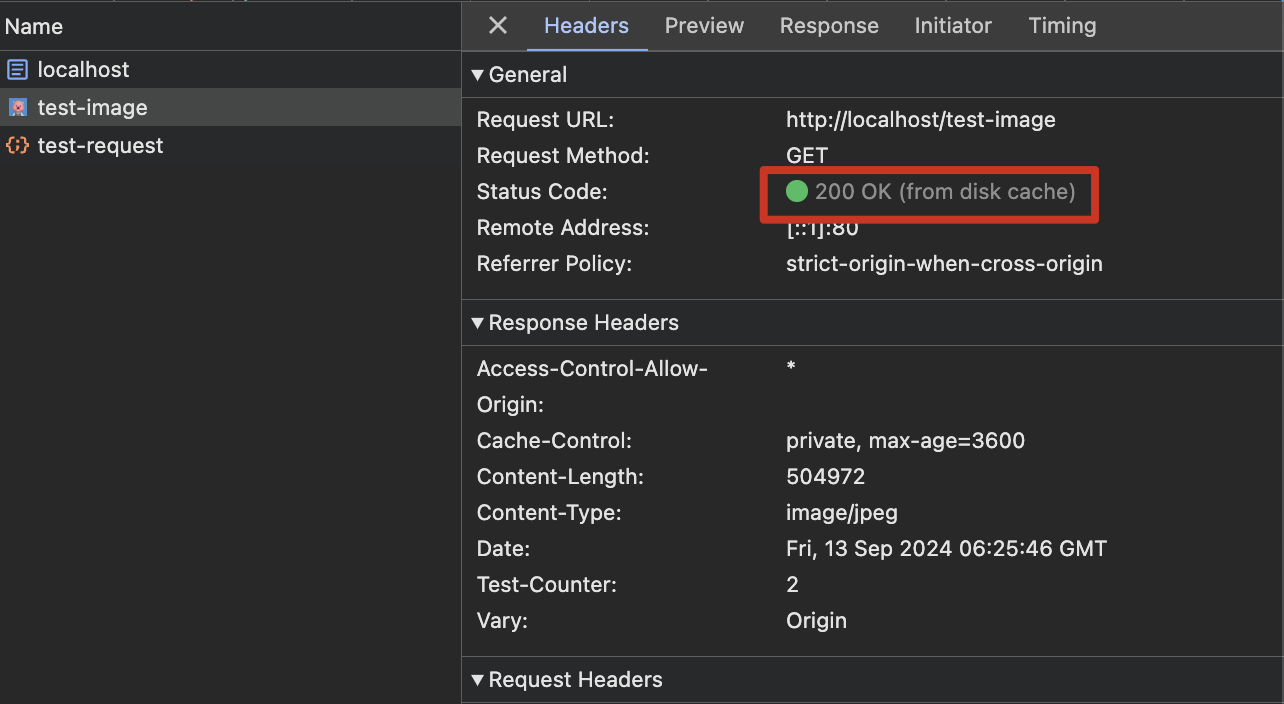 Name
localhost
test-image
test-request
Headers Preview Response Initiator Timing
General
Request URL: http://localhost/test-image
Request Method: GET
Status Code: 200 OK (from disk cache)
Remote Address: [::1]:80
Referrer Policy: strict-origin-when-cross-origin
Response Headers
Access-Control-Allow- *
Origin:
Cache-Control: private, max-age=3600
Content-Length: 504972
Content-Type: image/jpeg
Date: Fri, 13 Sep 2024 06:25:46 GMT
Test-Counter: 2
Vary: Origin
Request Headers